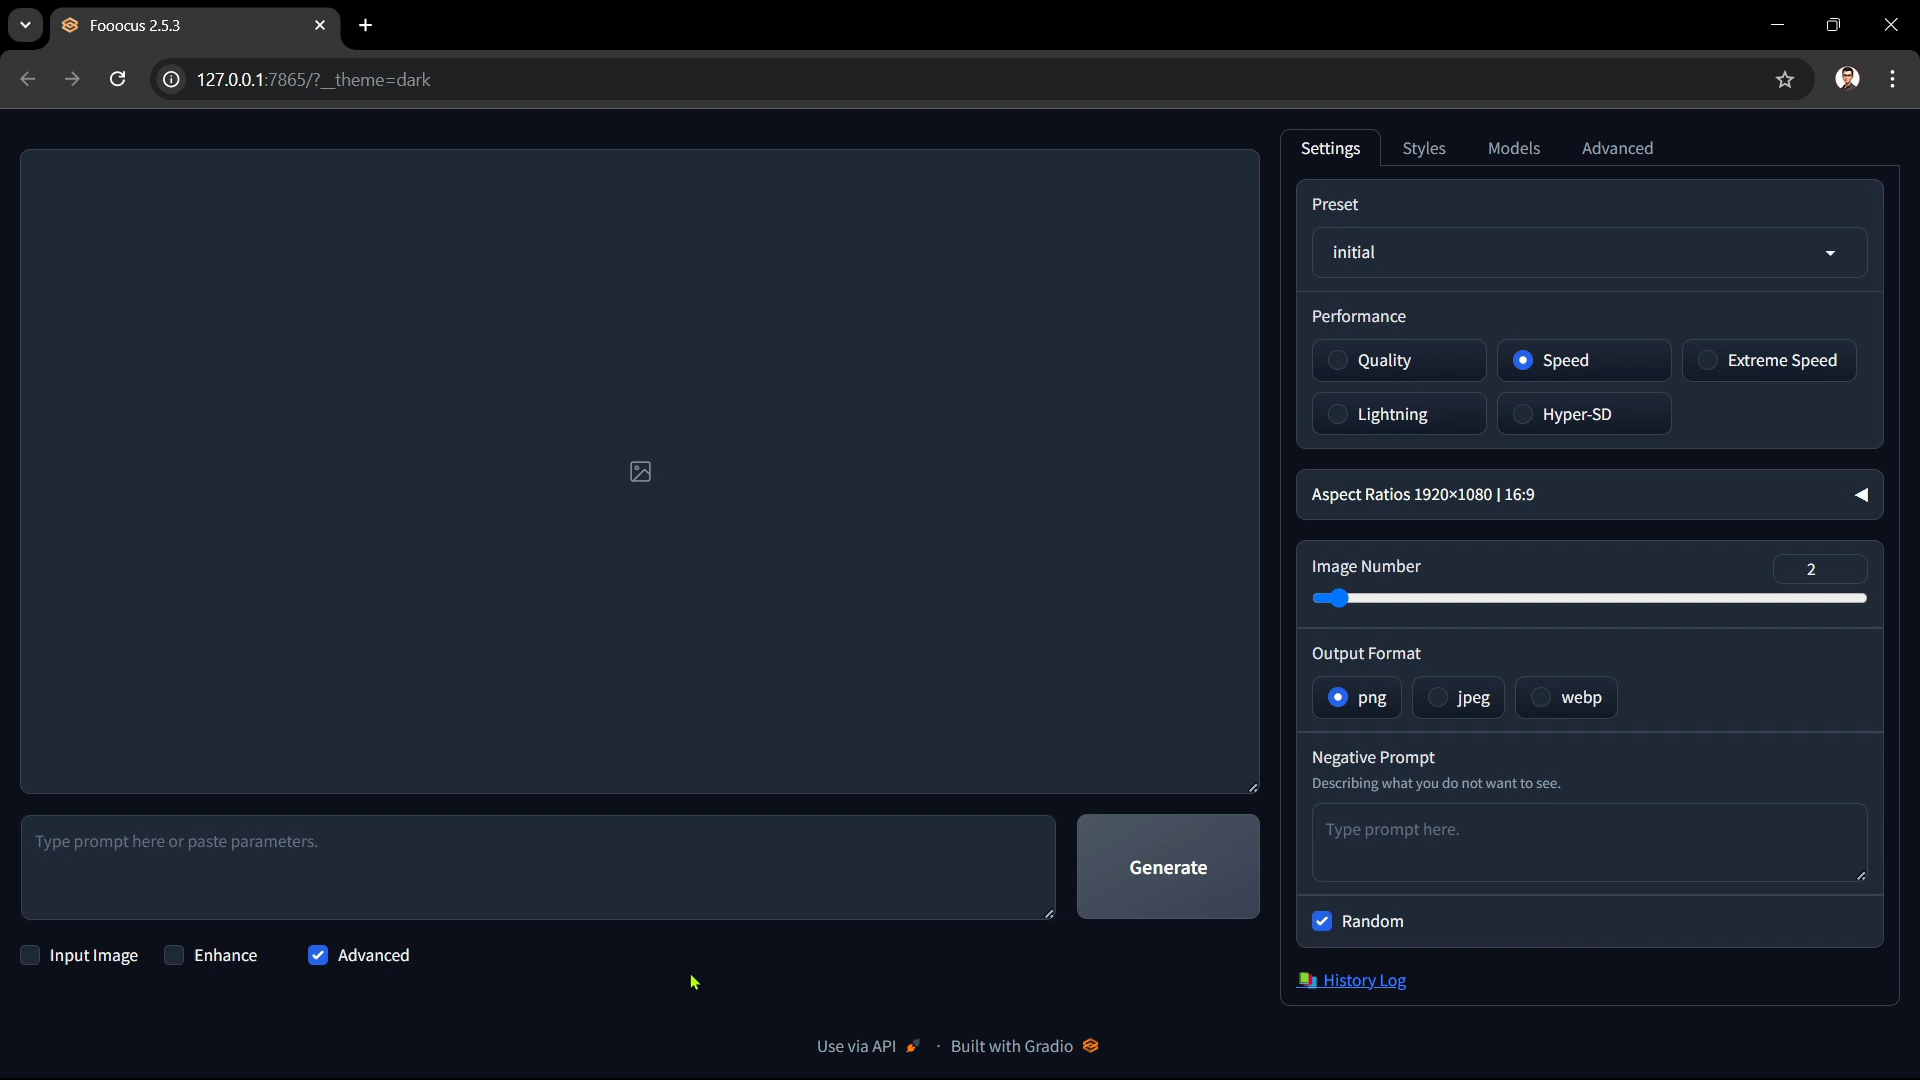 Fooocus 2.5.3
127.0.0.1:7865/?__theme=dark
Settings
Styles
Models
Advanced
Preset
initial
Performance
Quality
Speed
Extreme Speed
Lightning
Hyper-SD
Aspect Ratios 1920×1080 | 16:9
Image Number
2
Output Format
png
jpeg
webp
Negative Prompt
Describing what you do not want to see.
Type prompt here.
Random
History Log
Type prompt here or paste parameters.
Generate
Input Image
Enhance
Advanced
Use via API
· Built with Gradio